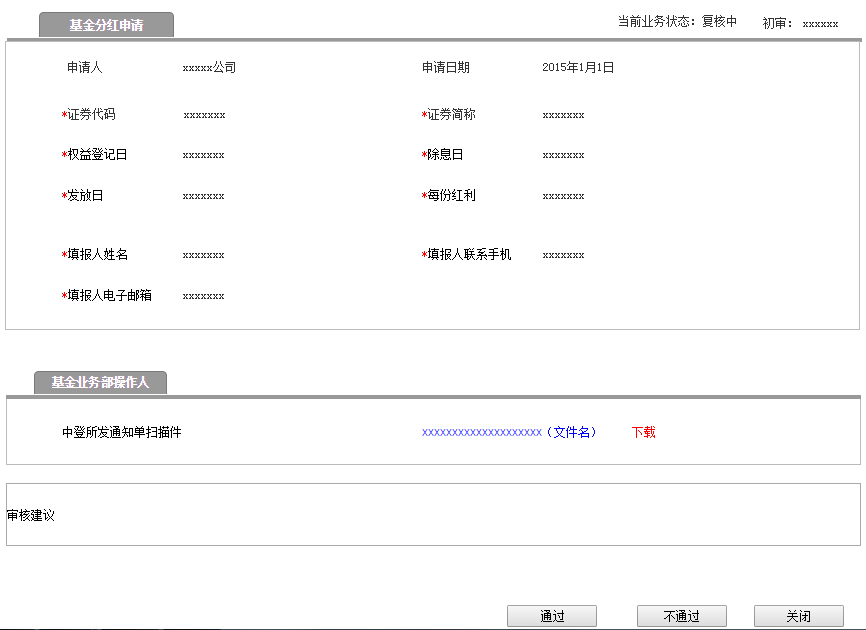 基金分红申请 当前业务状态：复核中 初审： xxxxxx
申请人 xxxxx公司 申请日期 2015年1月1日
*证券代码 xxxxxxx *证券简称 xxxxxxx
*权益登记日 xxxxxxx *除息日 xxxxxxx
*发放日 xxxxxxx *每份红利 xxxxxxx
*填报人姓名 xxxxxxx *填报人联系手机 xxxxxxx
*填报人电子邮箱 xxxxxxx
基金业务部操作人
中登所发通知单扫描件 xxxxxxxxxxxxxxxxxxxx（文件名） 下载
审核建议
通过 不通过 关闭